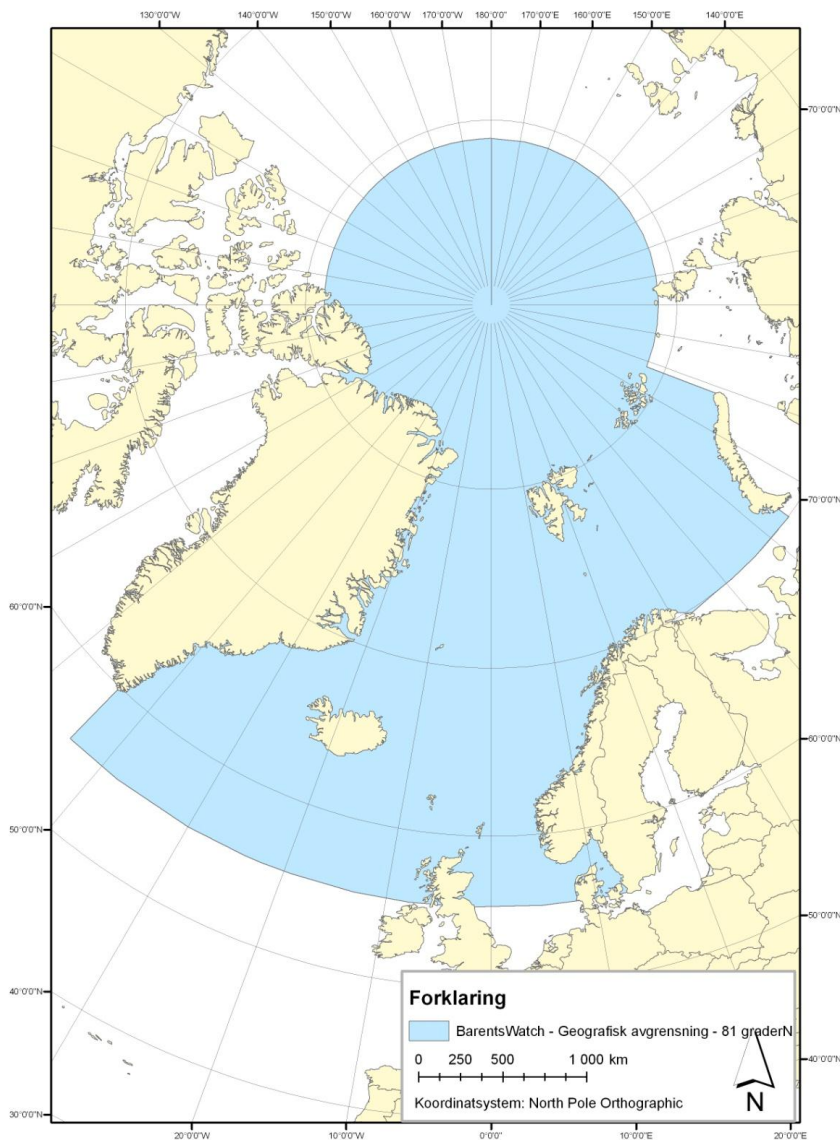 130°0'0"W 140°0'0"W 150°0'0"W 160°0'0"W 170°0'0"W 180°0'0" 170°0'0"E 160°0'0"E 150°0'0"E 140°0'0"E
70°0'0"N
70°0'0"N
60°0'0"N
60°0'0"N
50°0'0"N
50°0'0"N
40°0'0"N
40°0'0"N
30°0'0"N
20°0'0"W 10°0'0"W 0°0'0" 10°0'0"E 20°0'0"E
Forklaring
BarentsWatch - Geografisk avgrensning - 81 graderN
0 250 500 1 000 km
Koordinatsystem: North Pole Orthographic
N